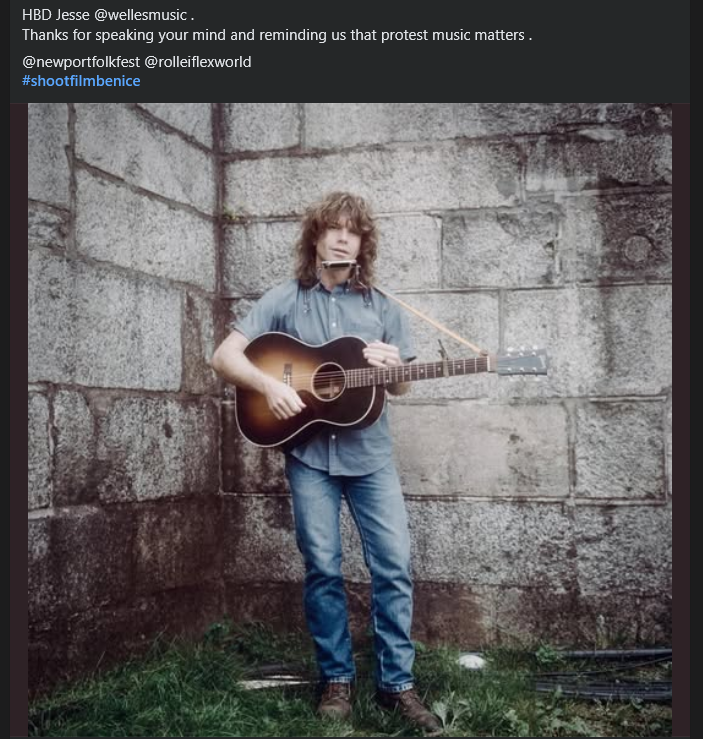 HBD Jesse @wellesmusic .
Thanks for speaking your mind and reminding us that protest music matters .
@newportfolkfest @rolleiflexworld
#shootfilmbenice